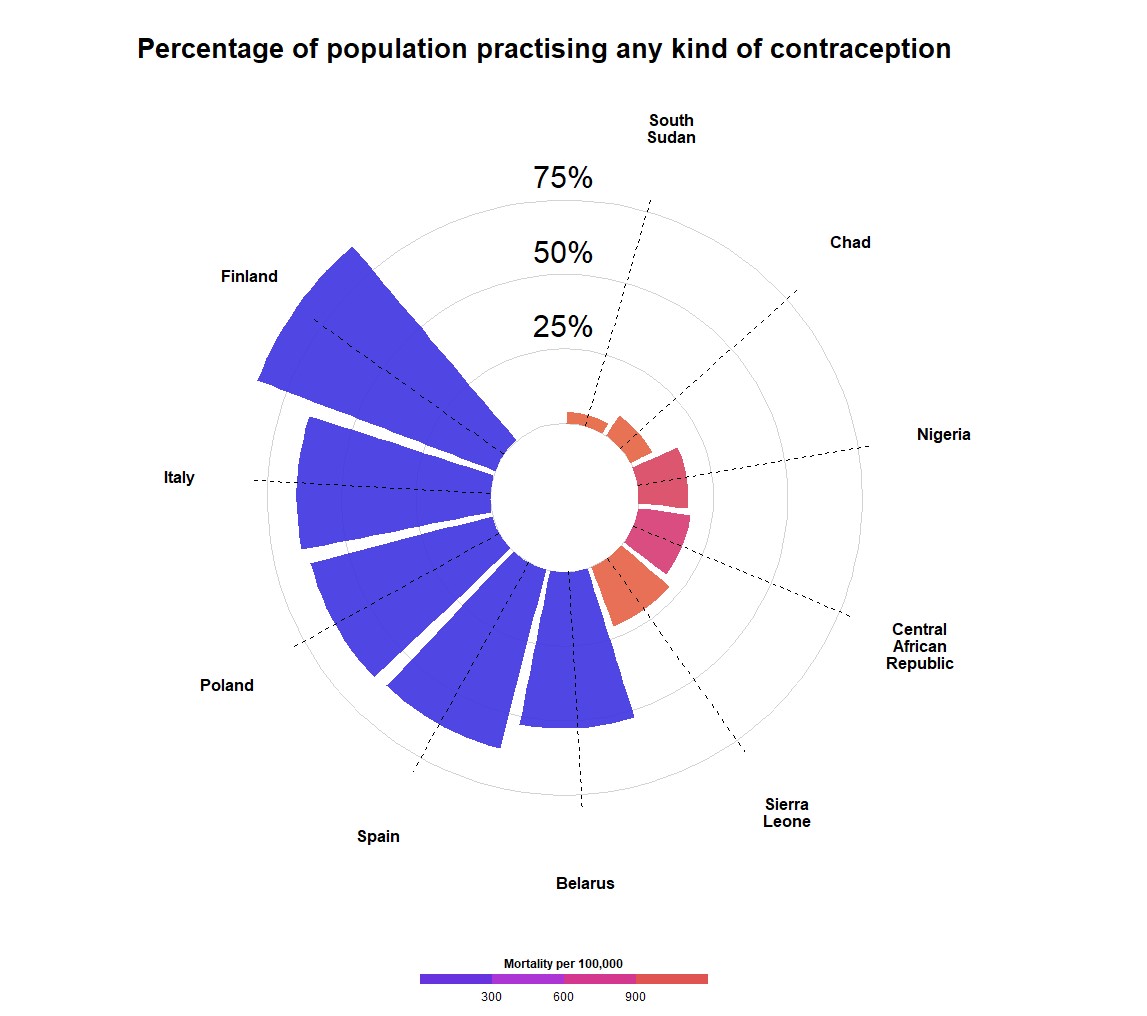 Percentage of population practising any kind of contraception
South
Sudan
75%
Chad
50%
Finland
25%
Nigeria
Italy
Central
African
Republic
Poland
Sierra
Leone
Spain
Belarus
Mortality per 100,000
300 600 900